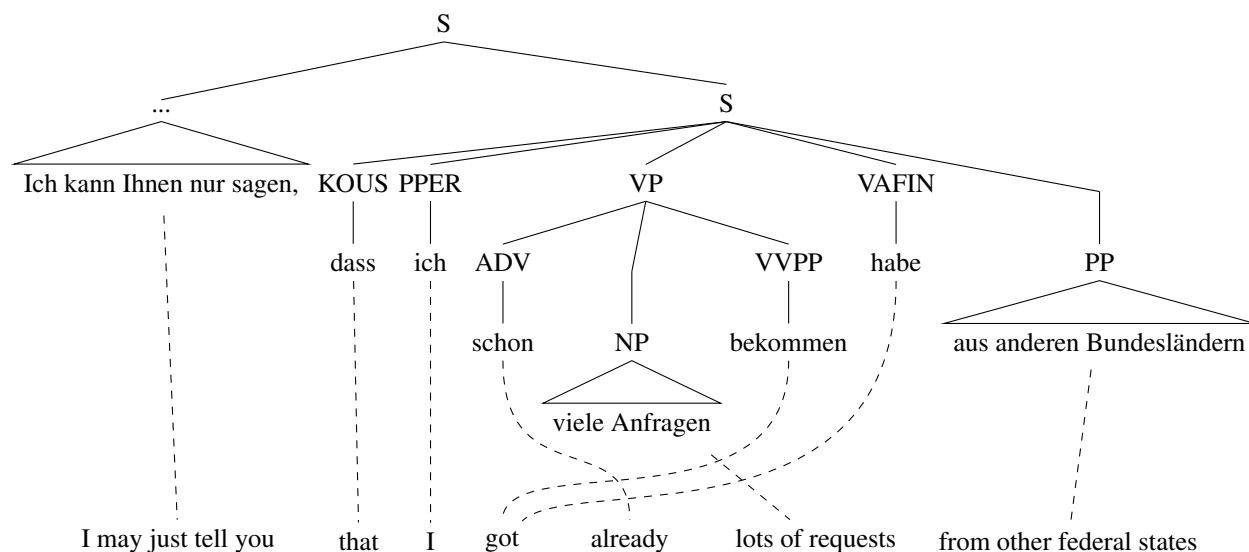 S
... S
Ich kann Ihnen nur sagen, KOUS PPER VP VAFIN
dass ich ADV VVPP habe PP
schon NP bekommen aus anderen Bundesländern
viele Anfragen
I may just tell you that I got already lots of requests from other federal states